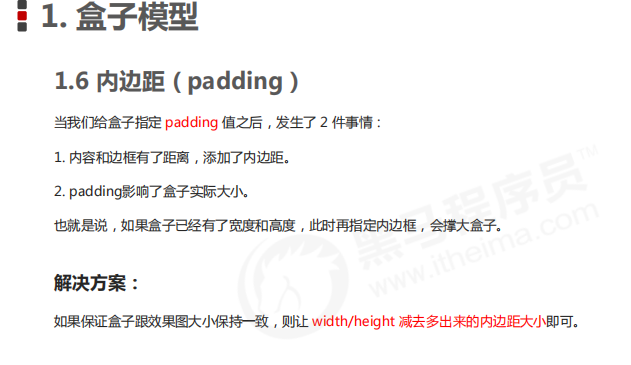 1. 盒子模型
1.6 内边距（padding）
当我们给盒子指定 padding 值之后，发生了 2 件事情：
1. 内容和边框有了距离，添加了内边距。
2. padding影响了盒子实际大小。
也就是说，如果盒子已经有了宽度和高度，此时再指定内边框，会撑大盒子。
解决方案：
如果保证盒子跟效果图大小保持一致，则让 width/height 减去多出来的内边距大小即可。
黑马程序员™
www.itheima.com